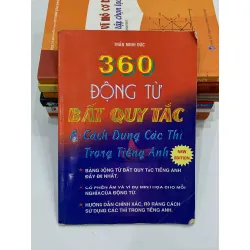 TRẦN MINH ĐỨC
360
ĐỘNG TỪ
BẤT QUY TẮC
& Cách Dùng Các Thì
Trong Tiếng Anh
NEW
EDITION
BẢNG ĐỘNG TỪ BẤT QUY TẮC TIẾNG ANH
ĐẦY ĐỦ NHẤT.
CÓ PHIÊN ÂM VÀ VÍ DỤ MINH HỌA CHO MỖI
NGHĨA CỦA ĐỘNG TỪ.
HƯỚNG DẪN CHÍNH XÁC, RÕ RÀNG CÁCH
SỬ DỤNG CÁC THÌ TRONG TIẾNG ANH.